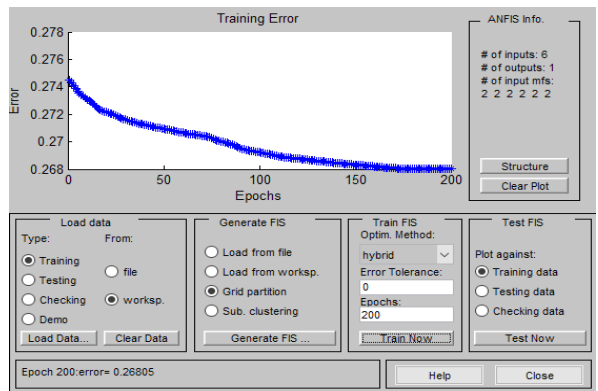 Training Error
0.278
0.276
0.274
0.272
0.27
0.268
Error
0
50
100
150
200
Epochs
ANFIS Info.
# of inputs: 6
# of outputs: 1
# of input mfs:
2 2 2 2 2 2
Structure
Clear Plot
Load data
Type:
From:
Training
Testing
Checking
Demo
file
worksp.
Load Data...
Clear Data
Generate FIS
Load from file
Load from worksp.
Grid partition
Sub. clustering
Generate FIS ...
Train FIS
Optim. Method:
hybrid
Error Tolerance:
0
Epochs:
200
Train Now
Test FIS
Plot against:
Training data
Testing data
Checking data
Test Now
Epoch 200:error= 0.26805
Help
Close